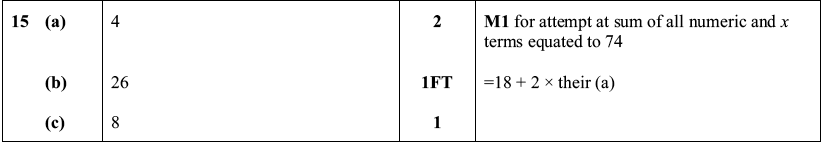 15 (a) 4 2 M1 for attempt at sum of all numeric and x
terms equated to 74
(b) 26 1FT =18 + 2 × their (a)
(c) 8 1